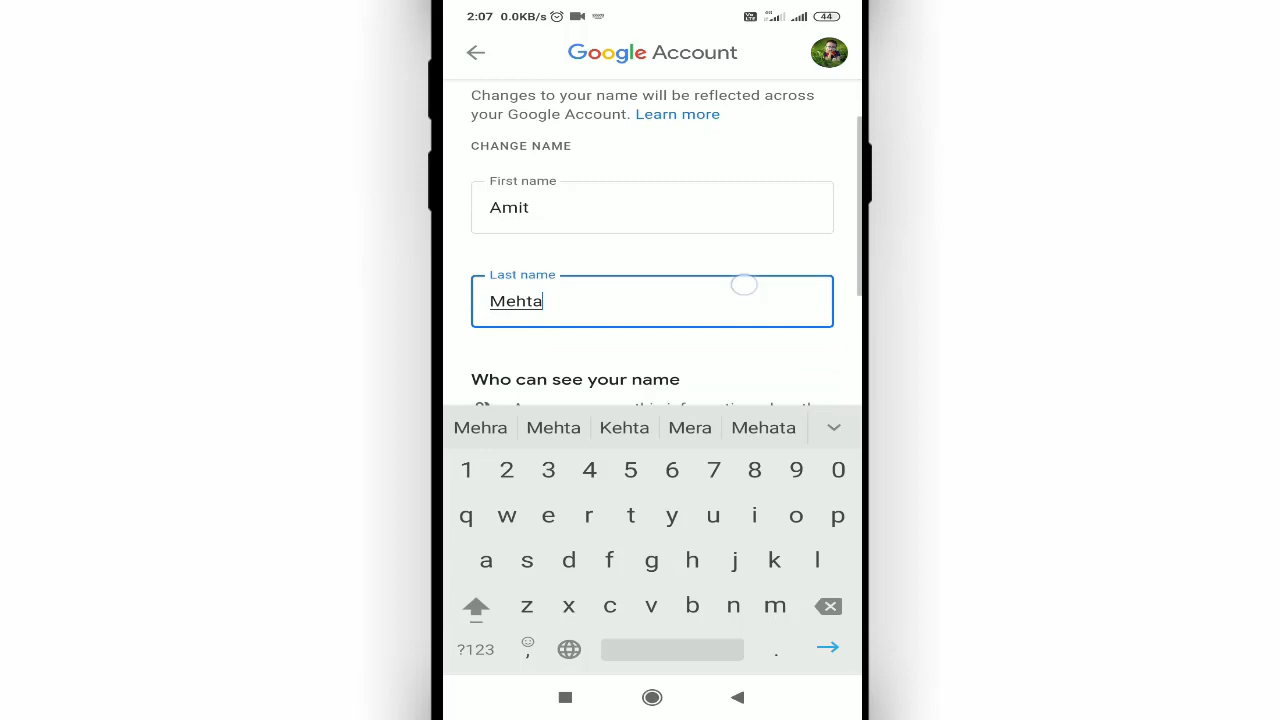 2:07 0.0KB/s 44
Google Account
Changes to your name will be reflected across
your Google Account. Learn more
CHANGE NAME
First name
Amit
Last name
Mehta
Who can see your name
Mehra Mehta Kehta Mera Mehata
1 2 3 4 5 6 7 8 9 0
q w e r t y u i o p
a s d f g h j k l
z x c v b n m
?123 , .